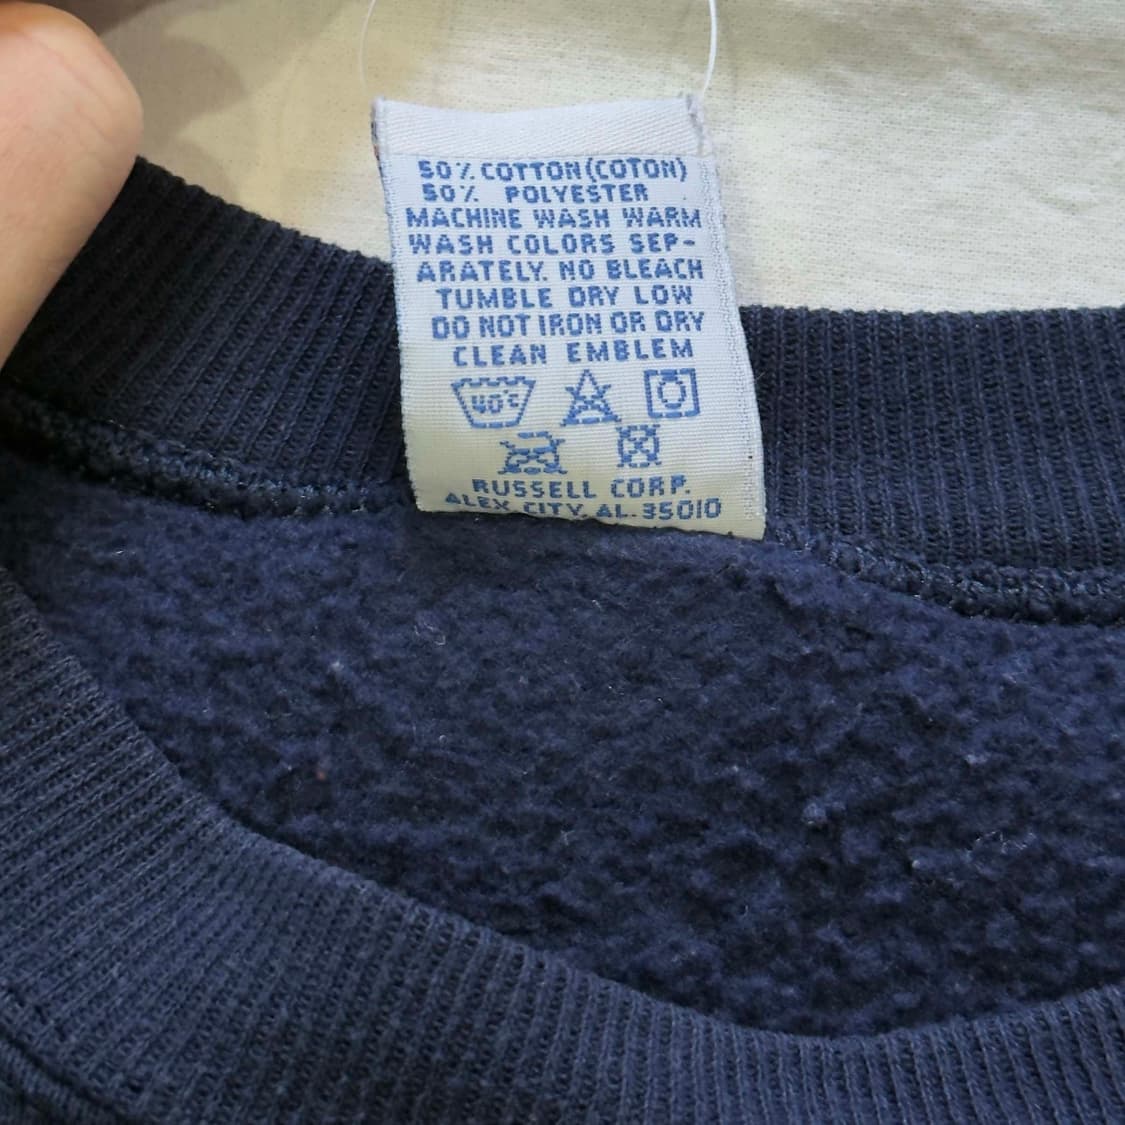 50% COTTON (COTON)
50% POLYESTER
MACHINE WASH WARM
WASH COLORS SEP-
ARATELY. NO BLEACH
TUMBLE DRY LOW
DO NOT IRON OR DRY
CLEAN EMBLEM
40°C
RUSSELL CORP.
ALEX CITY, AL. 35010